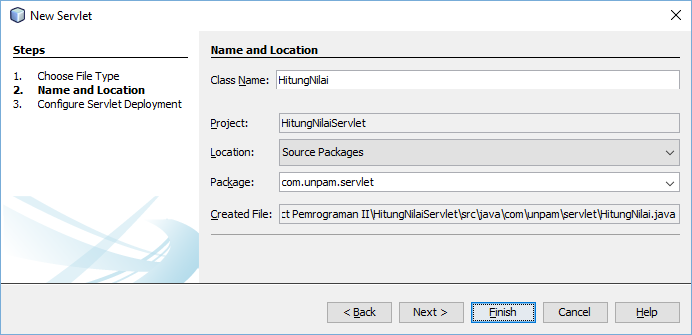 New Servlet
Steps
1. Choose File Type
2. Name and Location
3. Configure Servlet Deployment
Name and Location
Class Name: HitungNilai
Project: HitungNilaiServlet
Location: Source Packages
Package: com.unpam.servlet
Created File: ct Pemrograman II\HitungNilaiServlet\src\java\com\unpam\servlet\HitungNilai.java
< Back Next > Finish Cancel Help